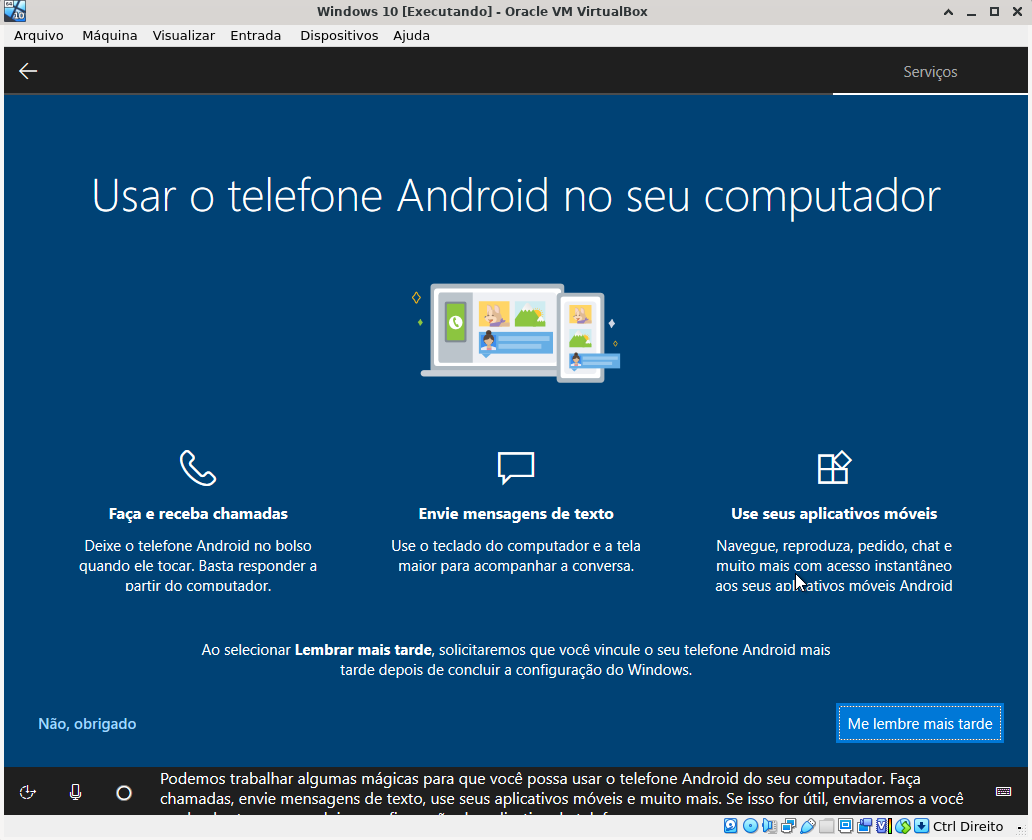 Windows 10 [Executando] - Oracle VM VirtualBox
Arquivo Máquina Visualizar Entrada Dispositivos Ajuda
Serviços
Usar o telefone Android no seu computador
Faça e receba chamadas
Deixe o telefone Android no bolso
quando ele tocar. Basta responder a
partir do computador.
Envie mensagens de texto
Use o teclado do computador e a tela
maior para acompanhar a conversa.
Use seus aplicativos móveis
Navegue, reproduza, pedido, chat e
muito mais com acesso instantâneo
aos seus aplicativos móveis Android
Ao selecionar Lembrar mais tarde, solicitaremos que você vincule o seu telefone Android mais
tarde depois de concluir a configuração do Windows.
Não, obrigado
Me lembre mais tarde
Podemos trabalhar algumas mágicas para que você possa usar o telefone Android do seu computador. Faça
chamadas, envie mensagens de texto, use seus aplicativos móveis e muito mais. Se isso for útil, enviaremos a você
Ctrl Direito